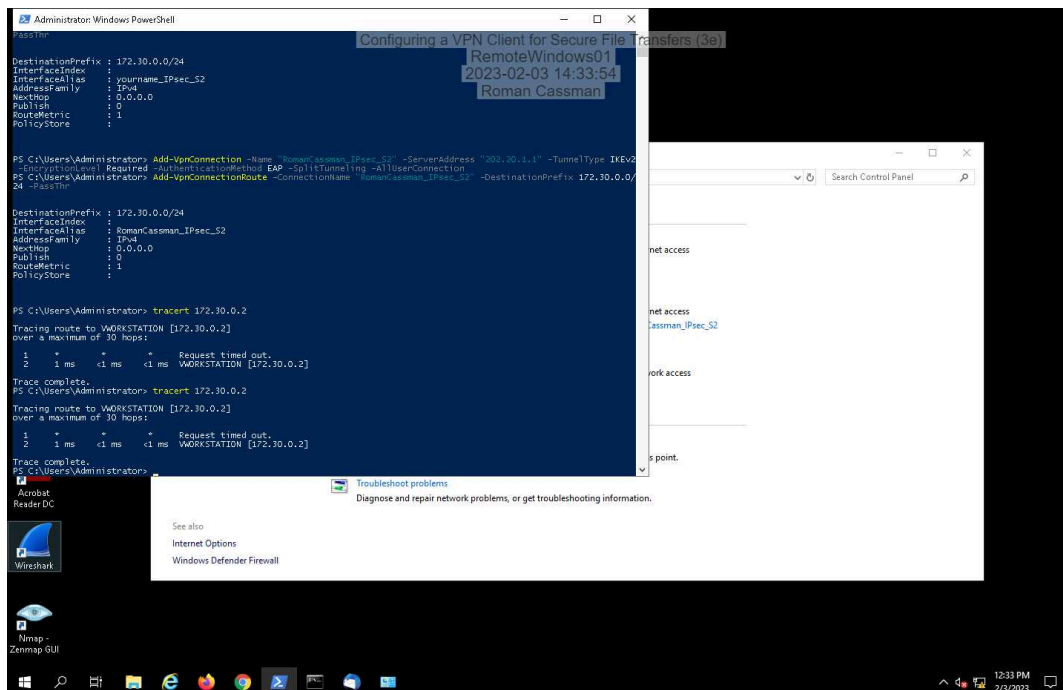 Administrator: Windows PowerShell
PassThr
Configuring a VPN Client for Secure File Transfers (3e)
RemoteWindows01
2023-02-03 14:33:54
Roman Cassman
DestinationPrefix : 172.30.0.0/24
InterfaceIndex :
InterfaceAlias : yourname_IPsec_S2
AddressFamily : IPv4
NextHop : 0.0.0.0
Publish : 0
RouteMetric : 1
PolicyStore :
PS C:\Users\Administrator> Add-VpnConnection -Name "RomanCassman_IPsec_S2" -ServerAddress "202.20.1.1" -TunnelType IKEv2
-EncryptionLevel Required -AuthenticationMethod EAP -SplitTunneling -AllUserConnection
PS C:\Users\Administrator> Add-VpnConnectionRoute -ConnectionName "RomanCassman_IPsec_S2" -DestinationPrefix 172.30.0.0/
24 -PassThr
DestinationPrefix : 172.30.0.0/24
InterfaceIndex :
InterfaceAlias : RomanCassman_IPsec_S2
AddressFamily : IPv4
NextHop : 0.0.0.0
Publish : 0
RouteMetric : 1
PolicyStore :
PS C:\Users\Administrator> tracert 172.30.0.2
Tracing route to VWORKSTATION [172.30.0.2]
over a maximum of 30 hops:
1 * * * Request timed out.
2 1 ms <1 ms <1 ms VWORKSTATION [172.30.0.2]
Trace complete.
PS C:\Users\Administrator> tracert 172.30.0.2
Tracing route to VWORKSTATION [172.30.0.2]
over a maximum of 30 hops:
1 * * * Request timed out.
2 1 ms <1 ms <1 ms VWORKSTATION [172.30.0.2]
Trace complete.
PS C:\Users\Administrator>
Search Control Panel
net access
net access
Cassman_IPsec_S2
ork access
s point.
Troubleshoot problems
Diagnose and repair network problems, or get troubleshooting information.
See also
Internet Options
Windows Defender Firewall
Acrobat
Reader DC
Wireshark
Nmap -
Zenmap GUI
12:33 PM
2/3/2023